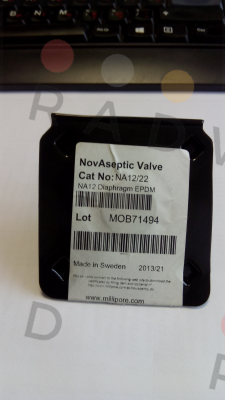 NovAseptic Valve
Cat No: NA12/22
NA12 Diaphragm EPDM
Lot MOB71494
Made in Sweden 2013/21
www.millipore.com